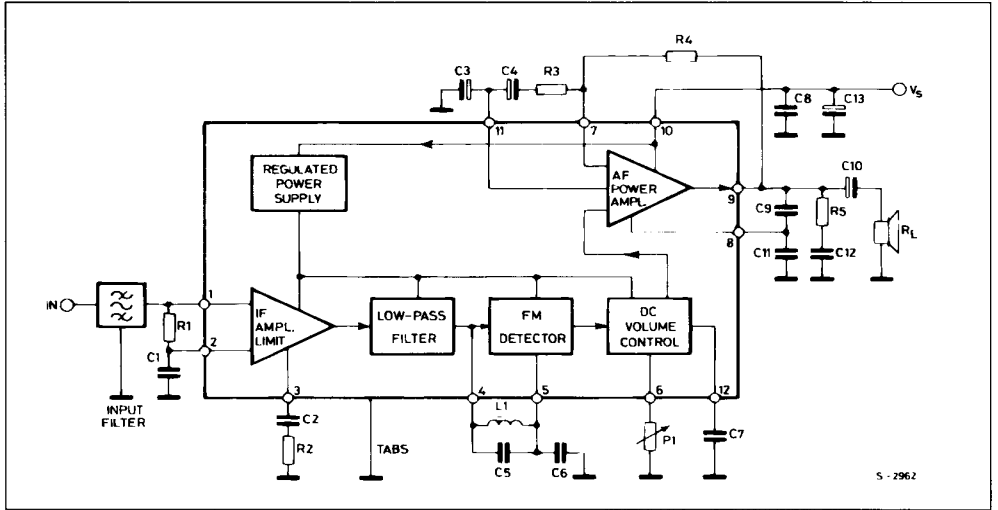 R4
C3
C4
R3
C8
C13
Vs
11
7
10
REGULATED
POWER
SUPPLY
AF
POWER
AMPL.
9
C10
C9
R5
RL
8
C11
C12
IN
1
R1
2
C1
IF
AMPL.
LIMIT
LOW-PASS
FILTER
FM
DETECTOR
DC
VOLUME
CONTROL
3
4
5
6
12
INPUT
FILTER
C2
R2
TABS
L1
C5
C6
P1
C7
S-2962